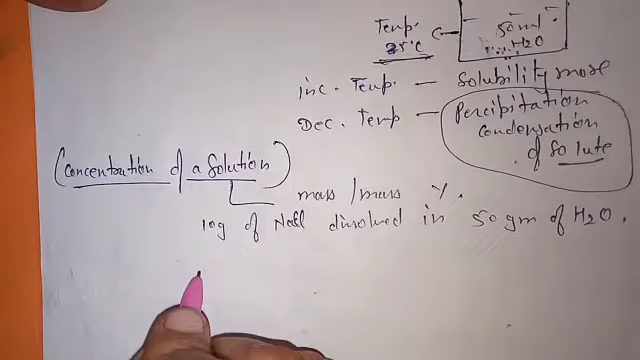 Temp.
25°C
50ml
H2O
inc. Temp. — Solubility more
Dec. Temp — Percipitation
condensation
of Solute
(Concentration of a Solution)
mass / mass %.
10g of Nacl dissolved in 50 gm of H2O.